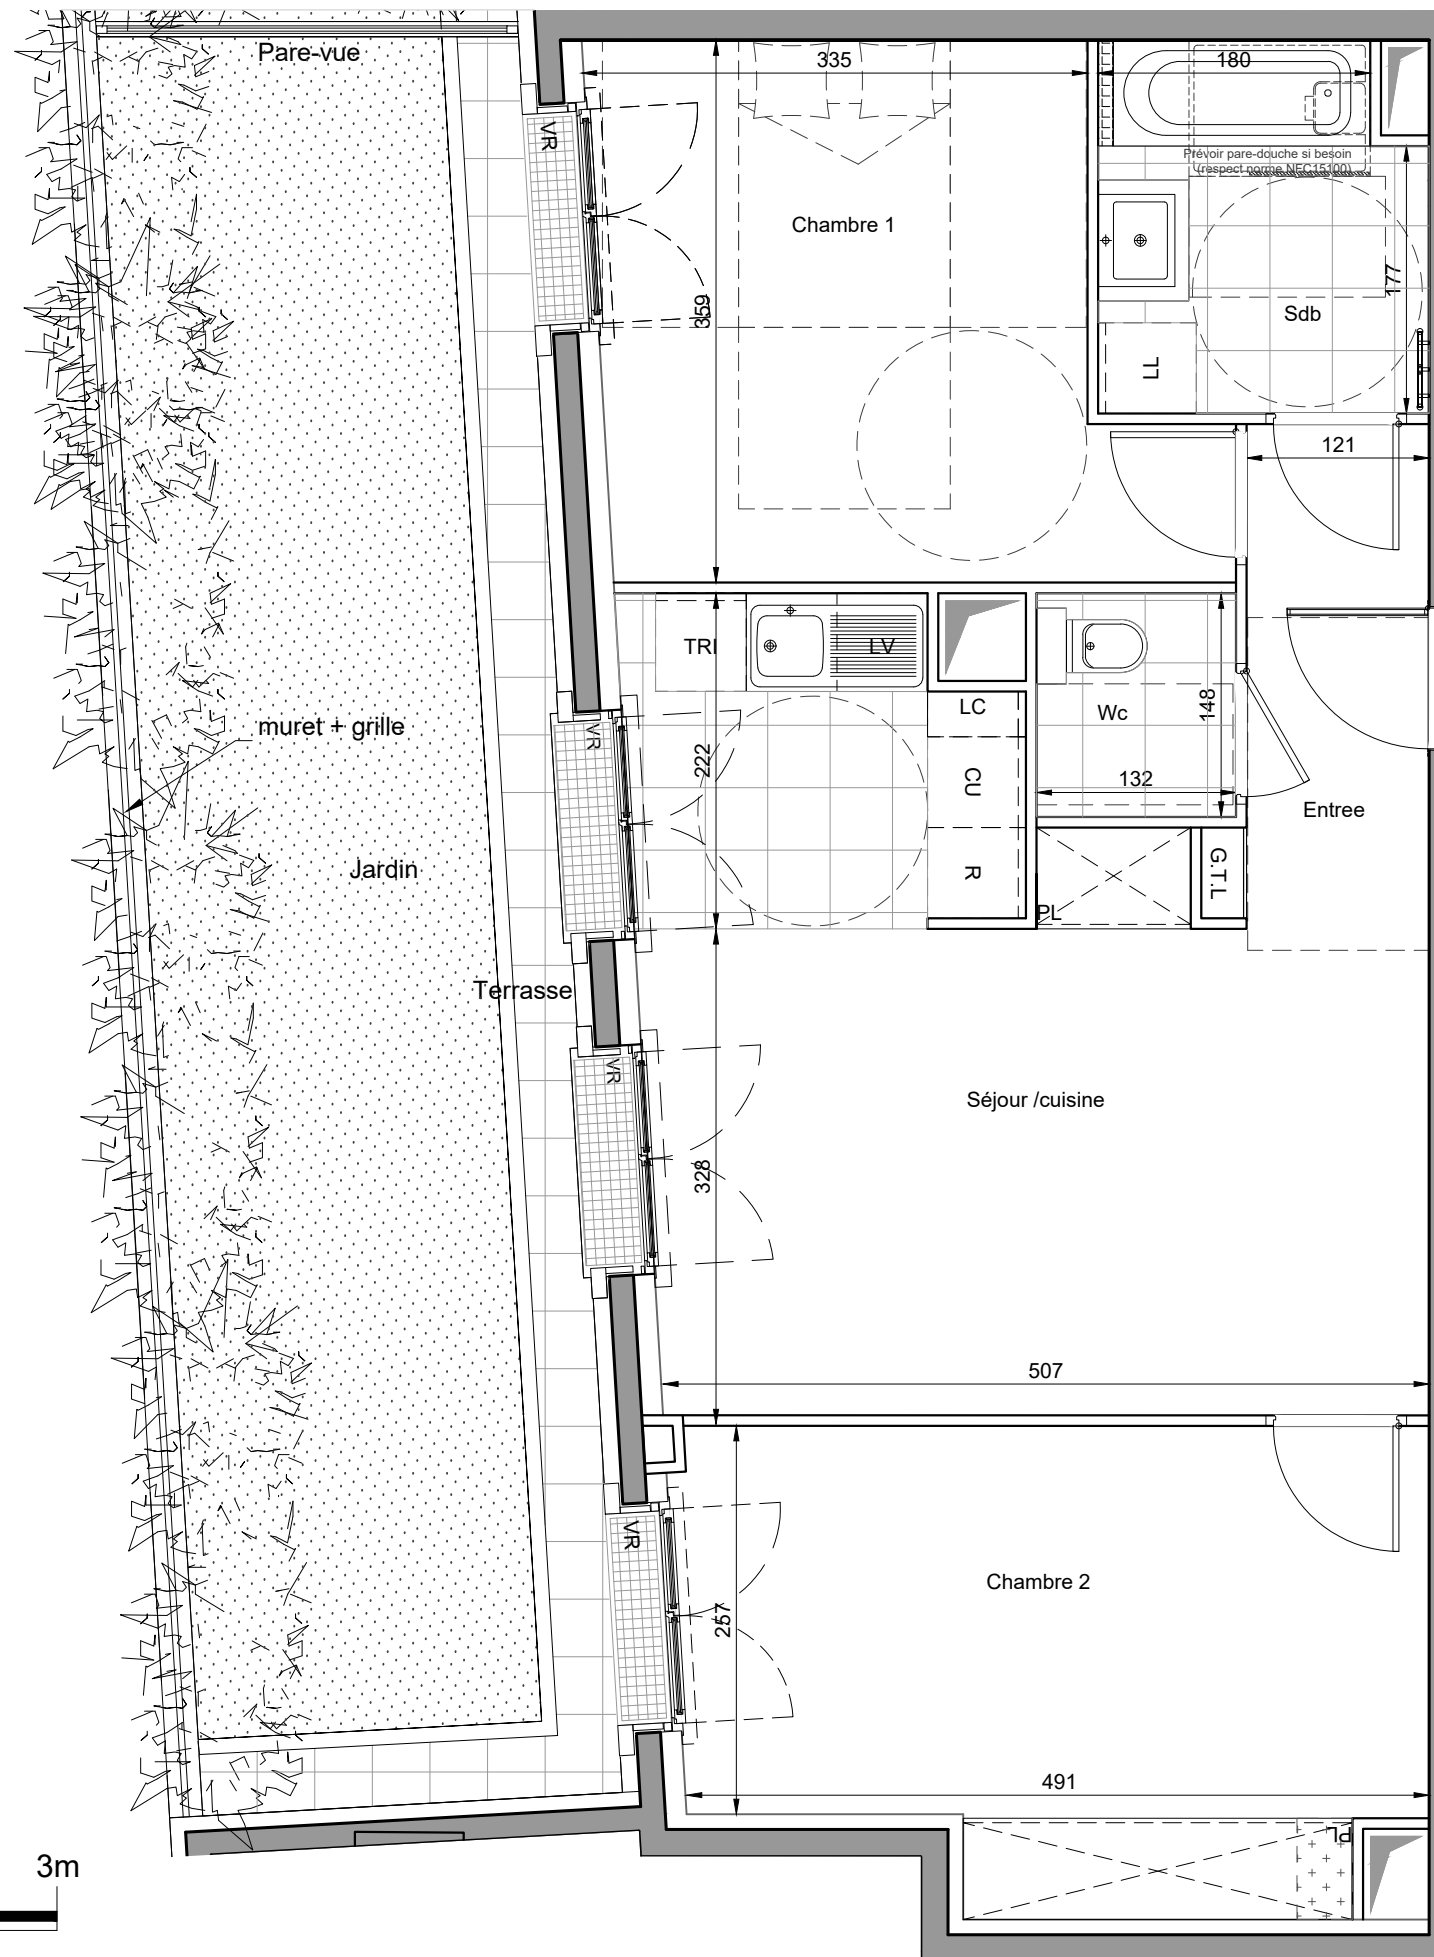 Pare-vue
335
180
VR
Prévoir pare-douche si besoin
(respect norme NFC15100)
Chambre 1
177
359
Sdb
LL
121
TRI
LV
LC
Wc
148
muret + grille
VR
222
CU
132
Entree
Jardin
R
G.T.L
PL
Terrasse
VR
Séjour /cuisine
328
507
VR
Chambre 2
257
491
PL
3m